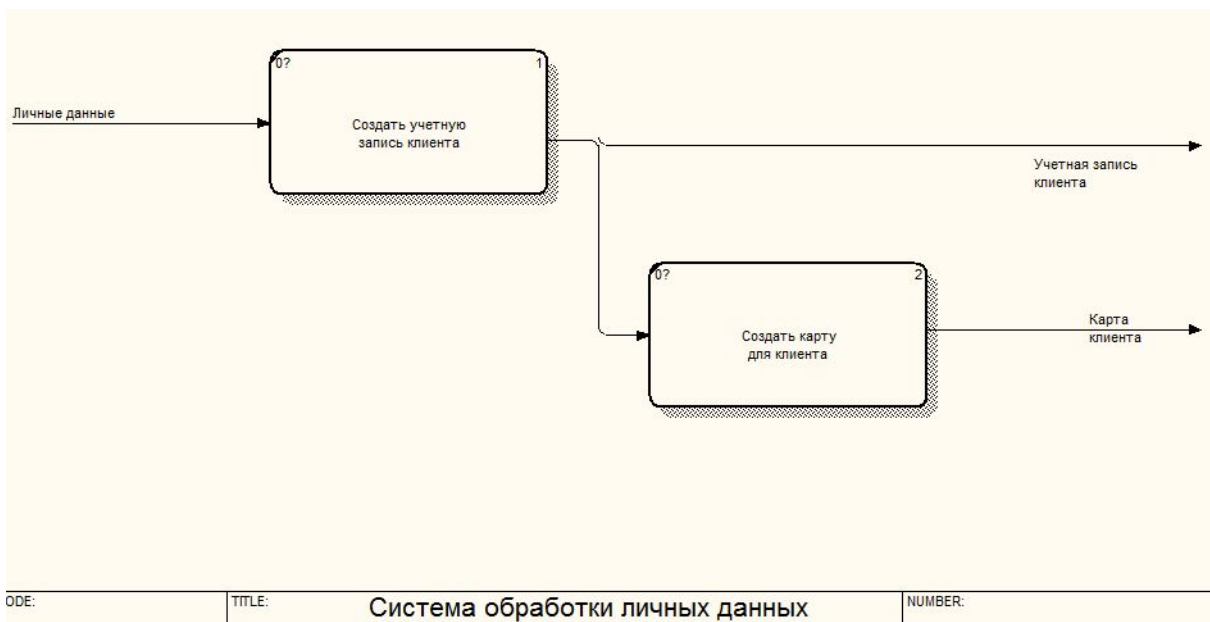 0? 1
Личные данные
Создать учетную
запись клиента
Учетная запись
клиента
0? 2
Карта
клиента
Создать карту
для клиента
ODE: TITLE: Система обработки личных данных NUMBER: